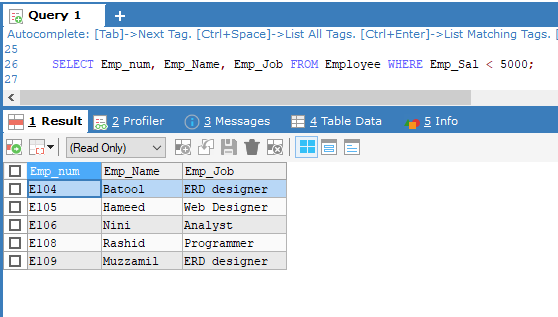 Query 1
Autocomplete: [Tab]->Next Tag. [Ctrl+Space]->List All Tags. [Ctrl+Enter]->List Matching Tags. [
25
26 SELECT Emp_num, Emp_Name, Emp_Job FROM Employee WHERE Emp_Sal < 5000;
27
1 Result 2 Profiler 3 Messages 4 Table Data 5 Info
(Read Only)
Emp_num Emp_Name Emp_Job
E104 Batool ERD designer
E105 Hameed Web Designer
E106 Nini Analyst
E108 Rashid Programmer
E109 Muzzamil ERD designer